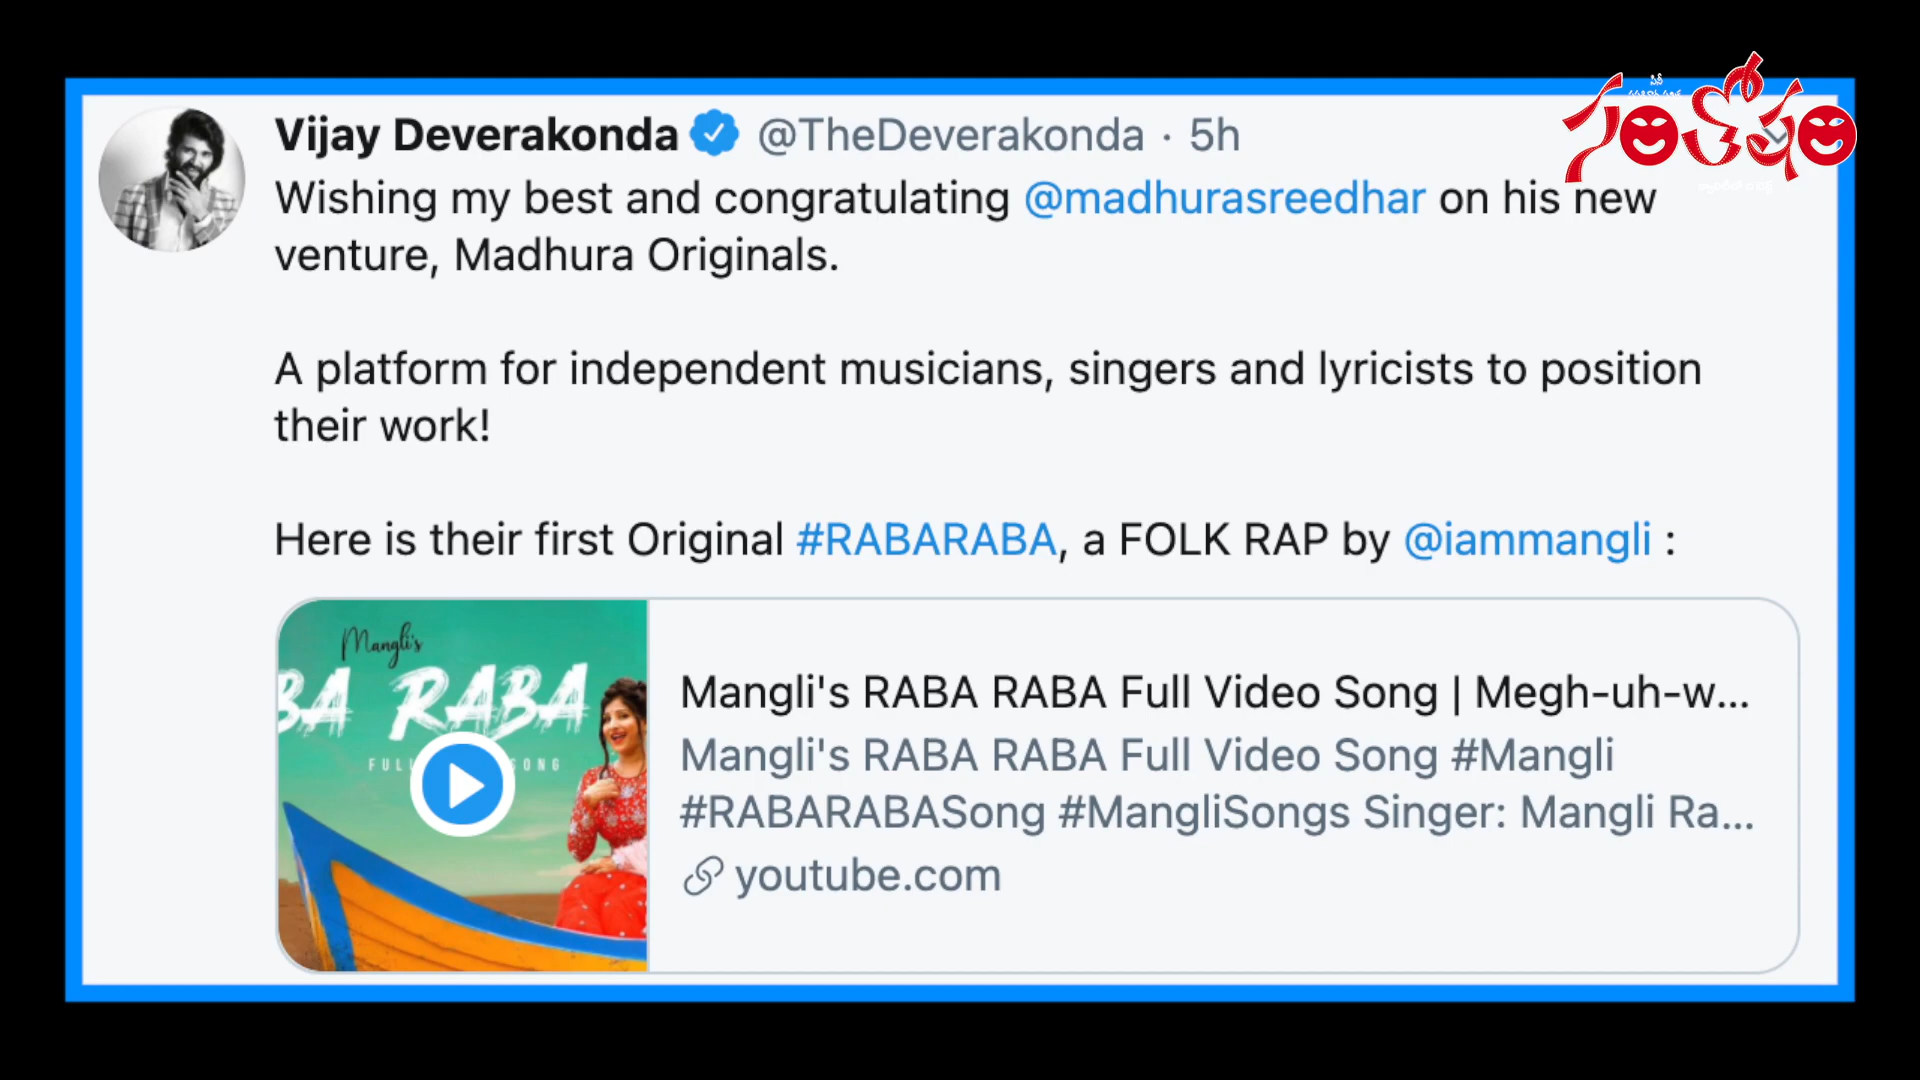 సంతోషం
Vijay Deverakonda @TheDeverakonda · 5h
Wishing my best and congratulating @madhurasreedhar on his new
venture, Madhura Originals.
A platform for independent musicians, singers and lyricists to position
their work!
Here is their first Original #RABARABA, a FOLK RAP by @iammangli :
Mangli's
BA RABA
FULL SONG
Mangli's RABA RABA Full Video Song | Megh-uh-w...
Mangli's RABA RABA Full Video Song #Mangli
#RABARABASong #MangliSongs Singer: Mangli Ra...
youtube.com